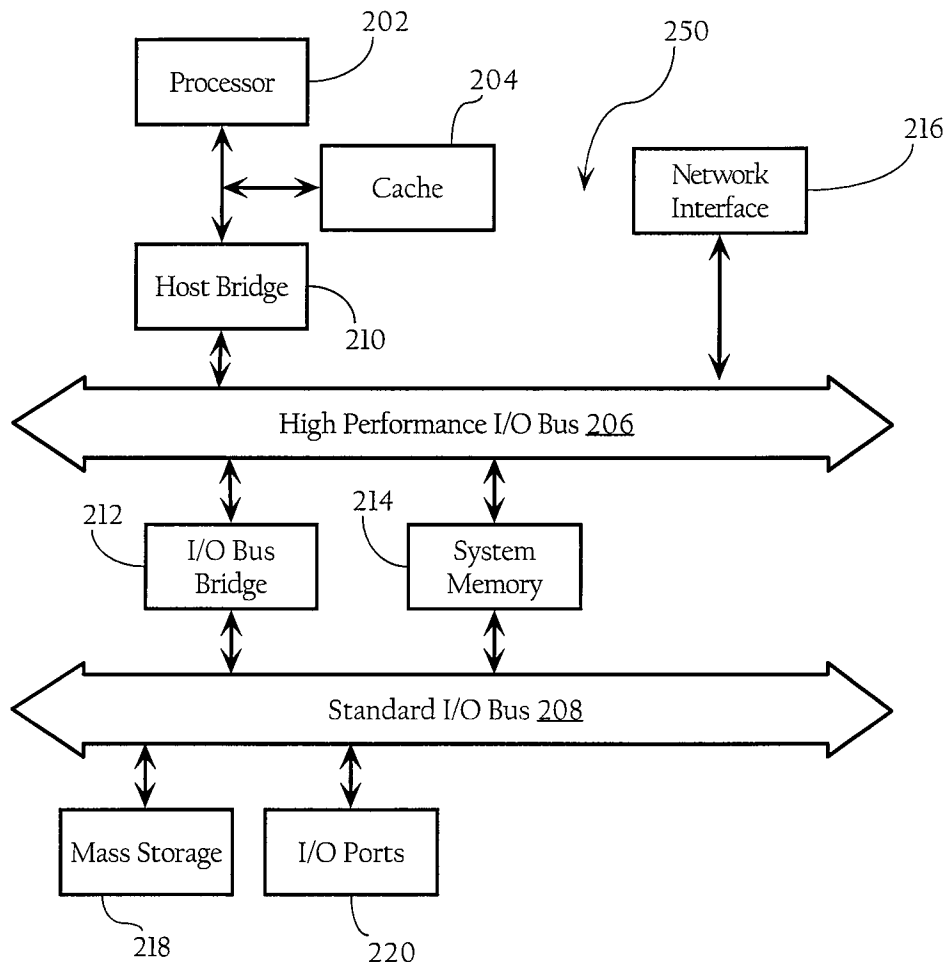 202
Processor
250
204
216
Cache
Network
Interface
Host Bridge
210
High Performance I/O Bus 206
212
214
I/O Bus
Bridge
System
Memory
Standard I/O Bus 208
Mass Storage
I/O Ports
218
220